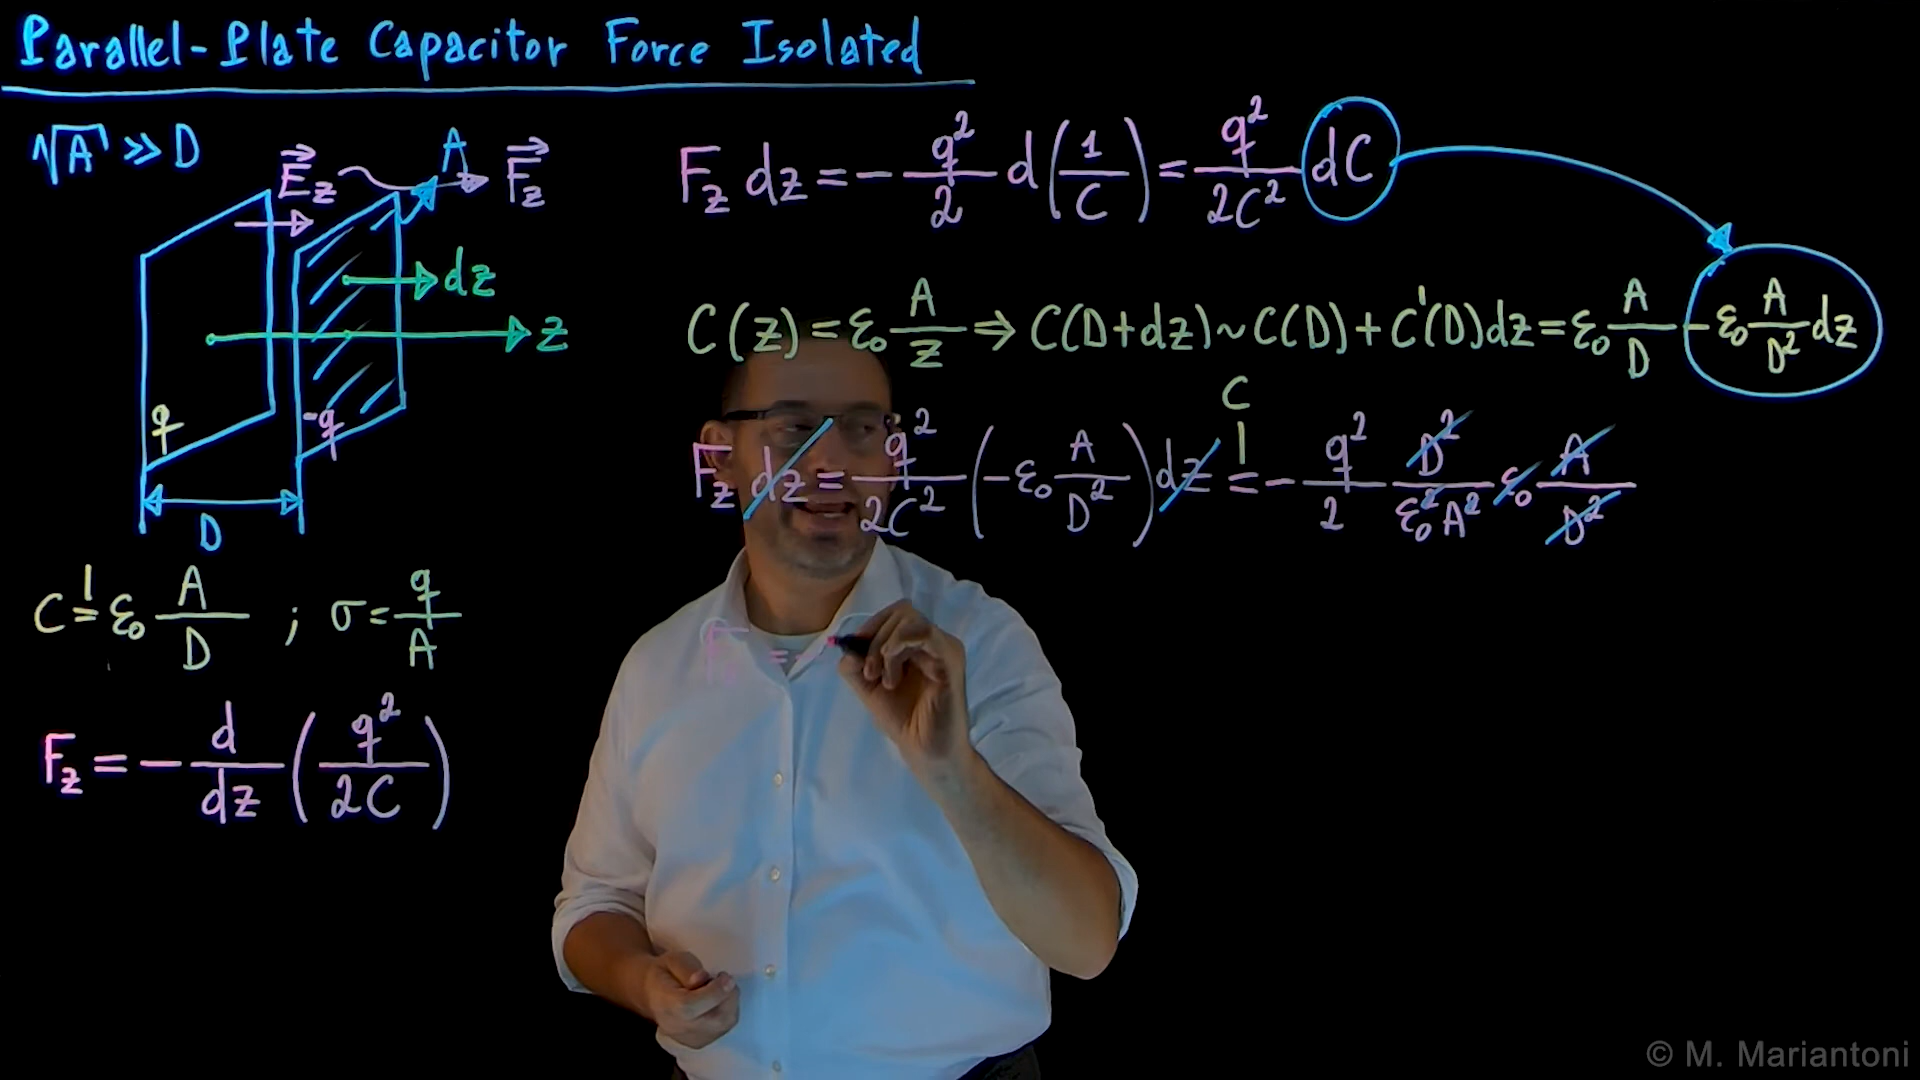 Parallel-Plate Capacitor Force Isolated
√A ≫ D
E⃗_z
A
F⃗_z
dz
z
q
-q
D
C != ε₀ A/D ; σ = q/A
F_z = - d/dz (q²/2C)
F_z dz = - q²/2 d(1/C) = q²/2C² dC
C(z) = ε₀ A/z ⇒ C(D+dz) ~ C(D) + C'(D)dz = ε₀ A/D - ε₀ A/D² dz
C
F_z dz = q²/2C² (-ε₀ A/D²) dz != - q²/2 D²/ε₀²A² ε₀ A/D²
F_z = -
© M. Mariantoni